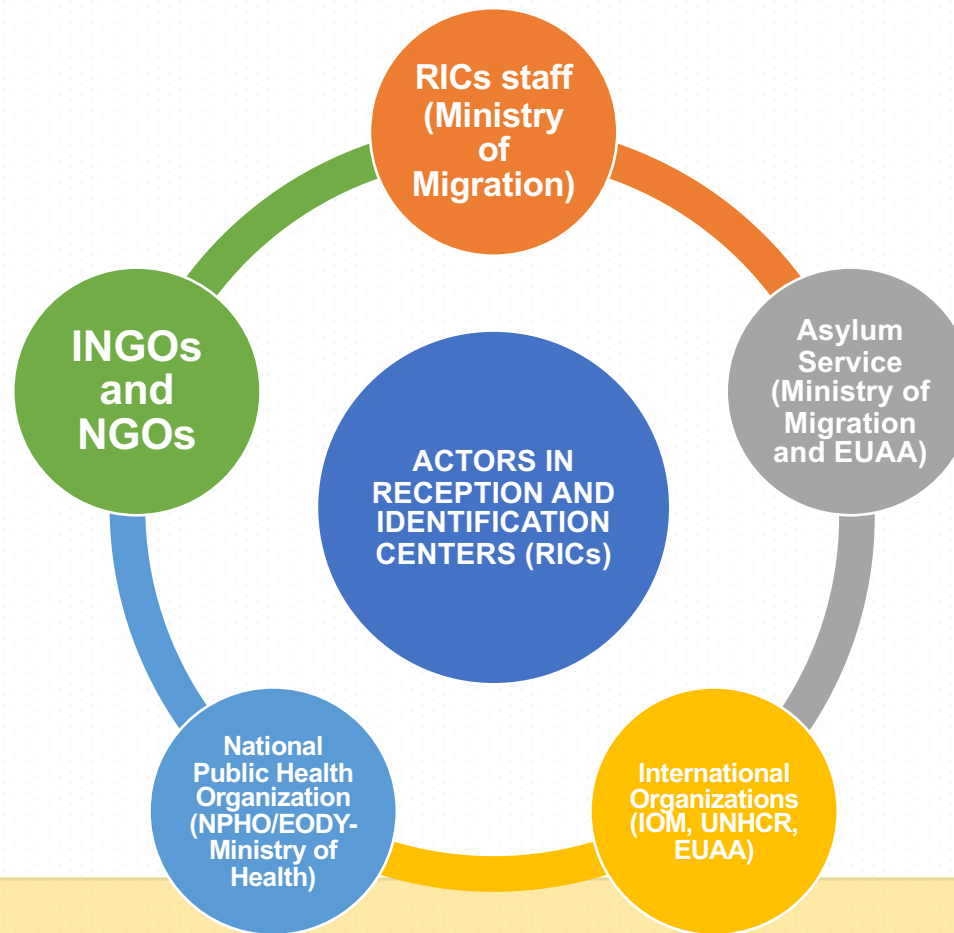 RICs staff
(Ministry
of
Migration)
INGOs
and
NGOs
Asylum
Service
(Ministry of
Migration
and EUAA)
ACTORS IN
RECEPTION AND
IDENTIFICATION
CENTERS (RICs)
National
Public Health
Organization
(NPHO/EODY-
Ministry of
Health)
International
Organizations
(IOM, UNHCR,
EUAA)